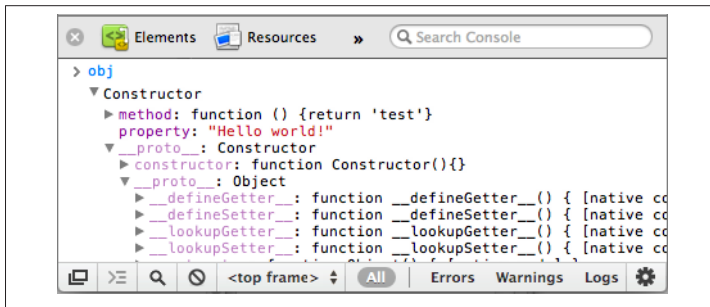 Elements Resources » Search Console
> obj
▼ Constructor
▶ method: function () {return 'test'}
property: "Hello world!"
▼ __proto__: Constructor
▶ constructor: function Constructor(){}
▼ __proto__: Object
▶ __defineGetter__: function __defineGetter__() { [native co
▶ __defineSetter__: function __defineSetter__() { [native co
▶ __lookupGetter__: function __lookupGetter__() { [native co
▶ __lookupSetter__: function __lookupSetter__() { [native co
<top frame> All Errors Warnings Logs